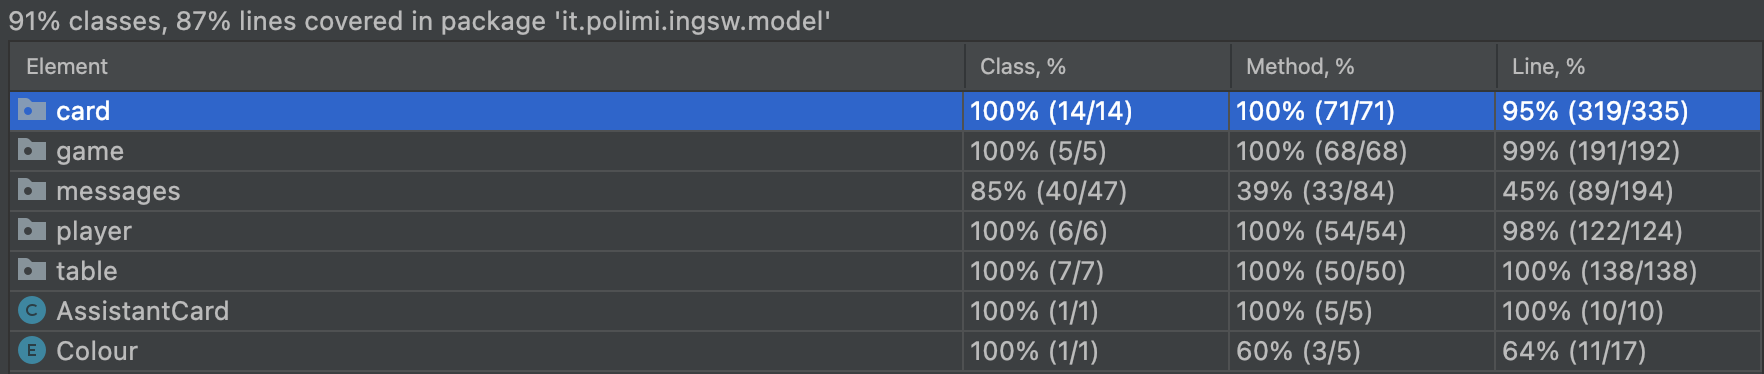 91% classes, 87% lines covered in package 'it.polimi.ingsw.model'
Element Class, % Method, % Line, %
card 100% (14/14) 100% (71/71) 95% (319/335)
game 100% (5/5) 100% (68/68) 99% (191/192)
messages 85% (40/47) 39% (33/84) 45% (89/194)
player 100% (6/6) 100% (54/54) 98% (122/124)
table 100% (7/7) 100% (50/50) 100% (138/138)
C AssistantCard 100% (1/1) 100% (5/5) 100% (10/10)
E Colour 100% (1/1) 60% (3/5) 64% (11/17)